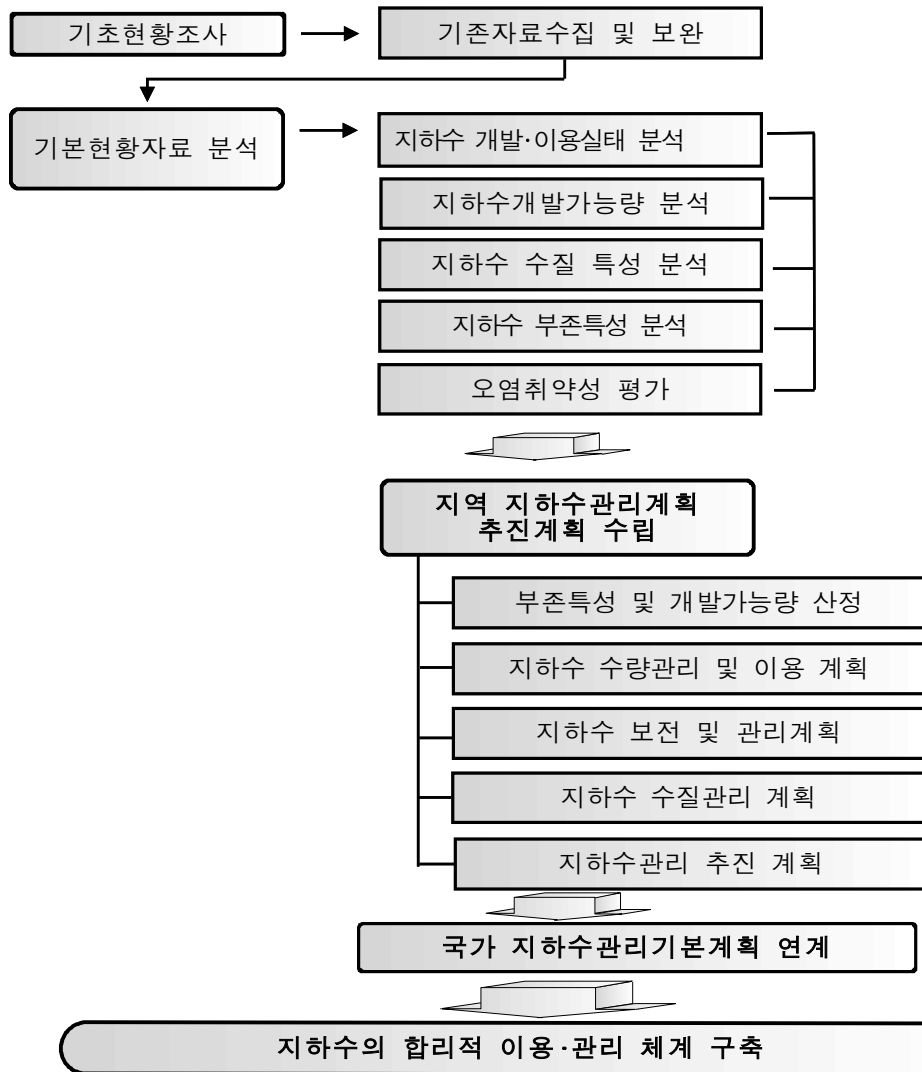 기초현황조사
기존자료수집 및 보완
기본현황자료 분석
지하수 개발·이용실태 분석
지하수개발가능량 분석
지하수 수질 특성 분석
지하수 부존특성 분석
오염취약성 평가
지역 지하수관리계획
추진계획 수립
부존특성 및 개발가능량 산정
지하수 수량관리 및 이용 계획
지하수 보전 및 관리계획
지하수 수질관리 계획
지하수관리 추진 계획
국가 지하수관리기본계획 연계
지하수의 합리적 이용·관리 체계 구축